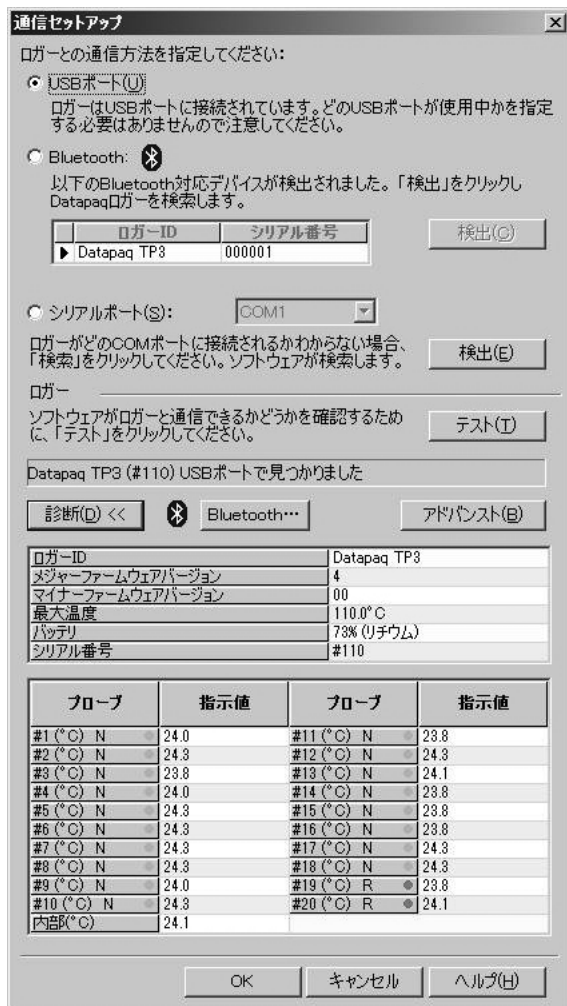 通信セットアップ
ロガーとの通信方法を指定してください:
USBポート(U)
ロガーはUSBポートに接続されています。どのUSBポートが使用中かを指定
する必要はありませんので注意してください。
Bluetooth:
以下のBluetooth対応デバイスが検出されました。「検出」をクリックし
Datapaqロガーを検索します。
ロガーID シリアル番号 検出(C)
Datapaq TP3 000001
シリアルポート(S): COM1
ロガーがどのCOMポートに接続されるかわからない場合、
「検索」をクリックしてください。ソフトウェアが検索します。 検出(E)
ロガー
ソフトウェアがロガーと通信できるかどうかを確認するため
に、「テスト」をクリックしてください。 テスト(T)
Datapaq TP3 (#110) USBポートで見つかりました
診断(D) << Bluetooth… アドバンスト(B)
ロガーID Datapaq TP3
メジャーファームウェアバージョン 4
マイナーファームウェアバージョン 00
最大温度 110.0°C
バッテリ 73% (リチウム)
シリアル番号 #110
プローブ 指示値 プローブ 指示値
#1 (°C) N 24.0 #11 (°C) N 23.8
#2 (°C) N 24.3 #12 (°C) N 24.3
#3 (°C) N 23.8 #13 (°C) N 24.1
#4 (°C) N 24.0 #14 (°C) N 23.8
#5 (°C) N 24.3 #15 (°C) N 23.8
#6 (°C) N 24.3 #16 (°C) N 23.8
#7 (°C) N 24.3 #17 (°C) N 24.3
#8 (°C) N 24.3 #18 (°C) N 24.3
#9 (°C) N 24.0 #19 (°C) R 23.8
#10 (°C) N 24.3 #20 (°C) R 24.1
内部(°C) 24.1
OK キャンセル ヘルプ(H)